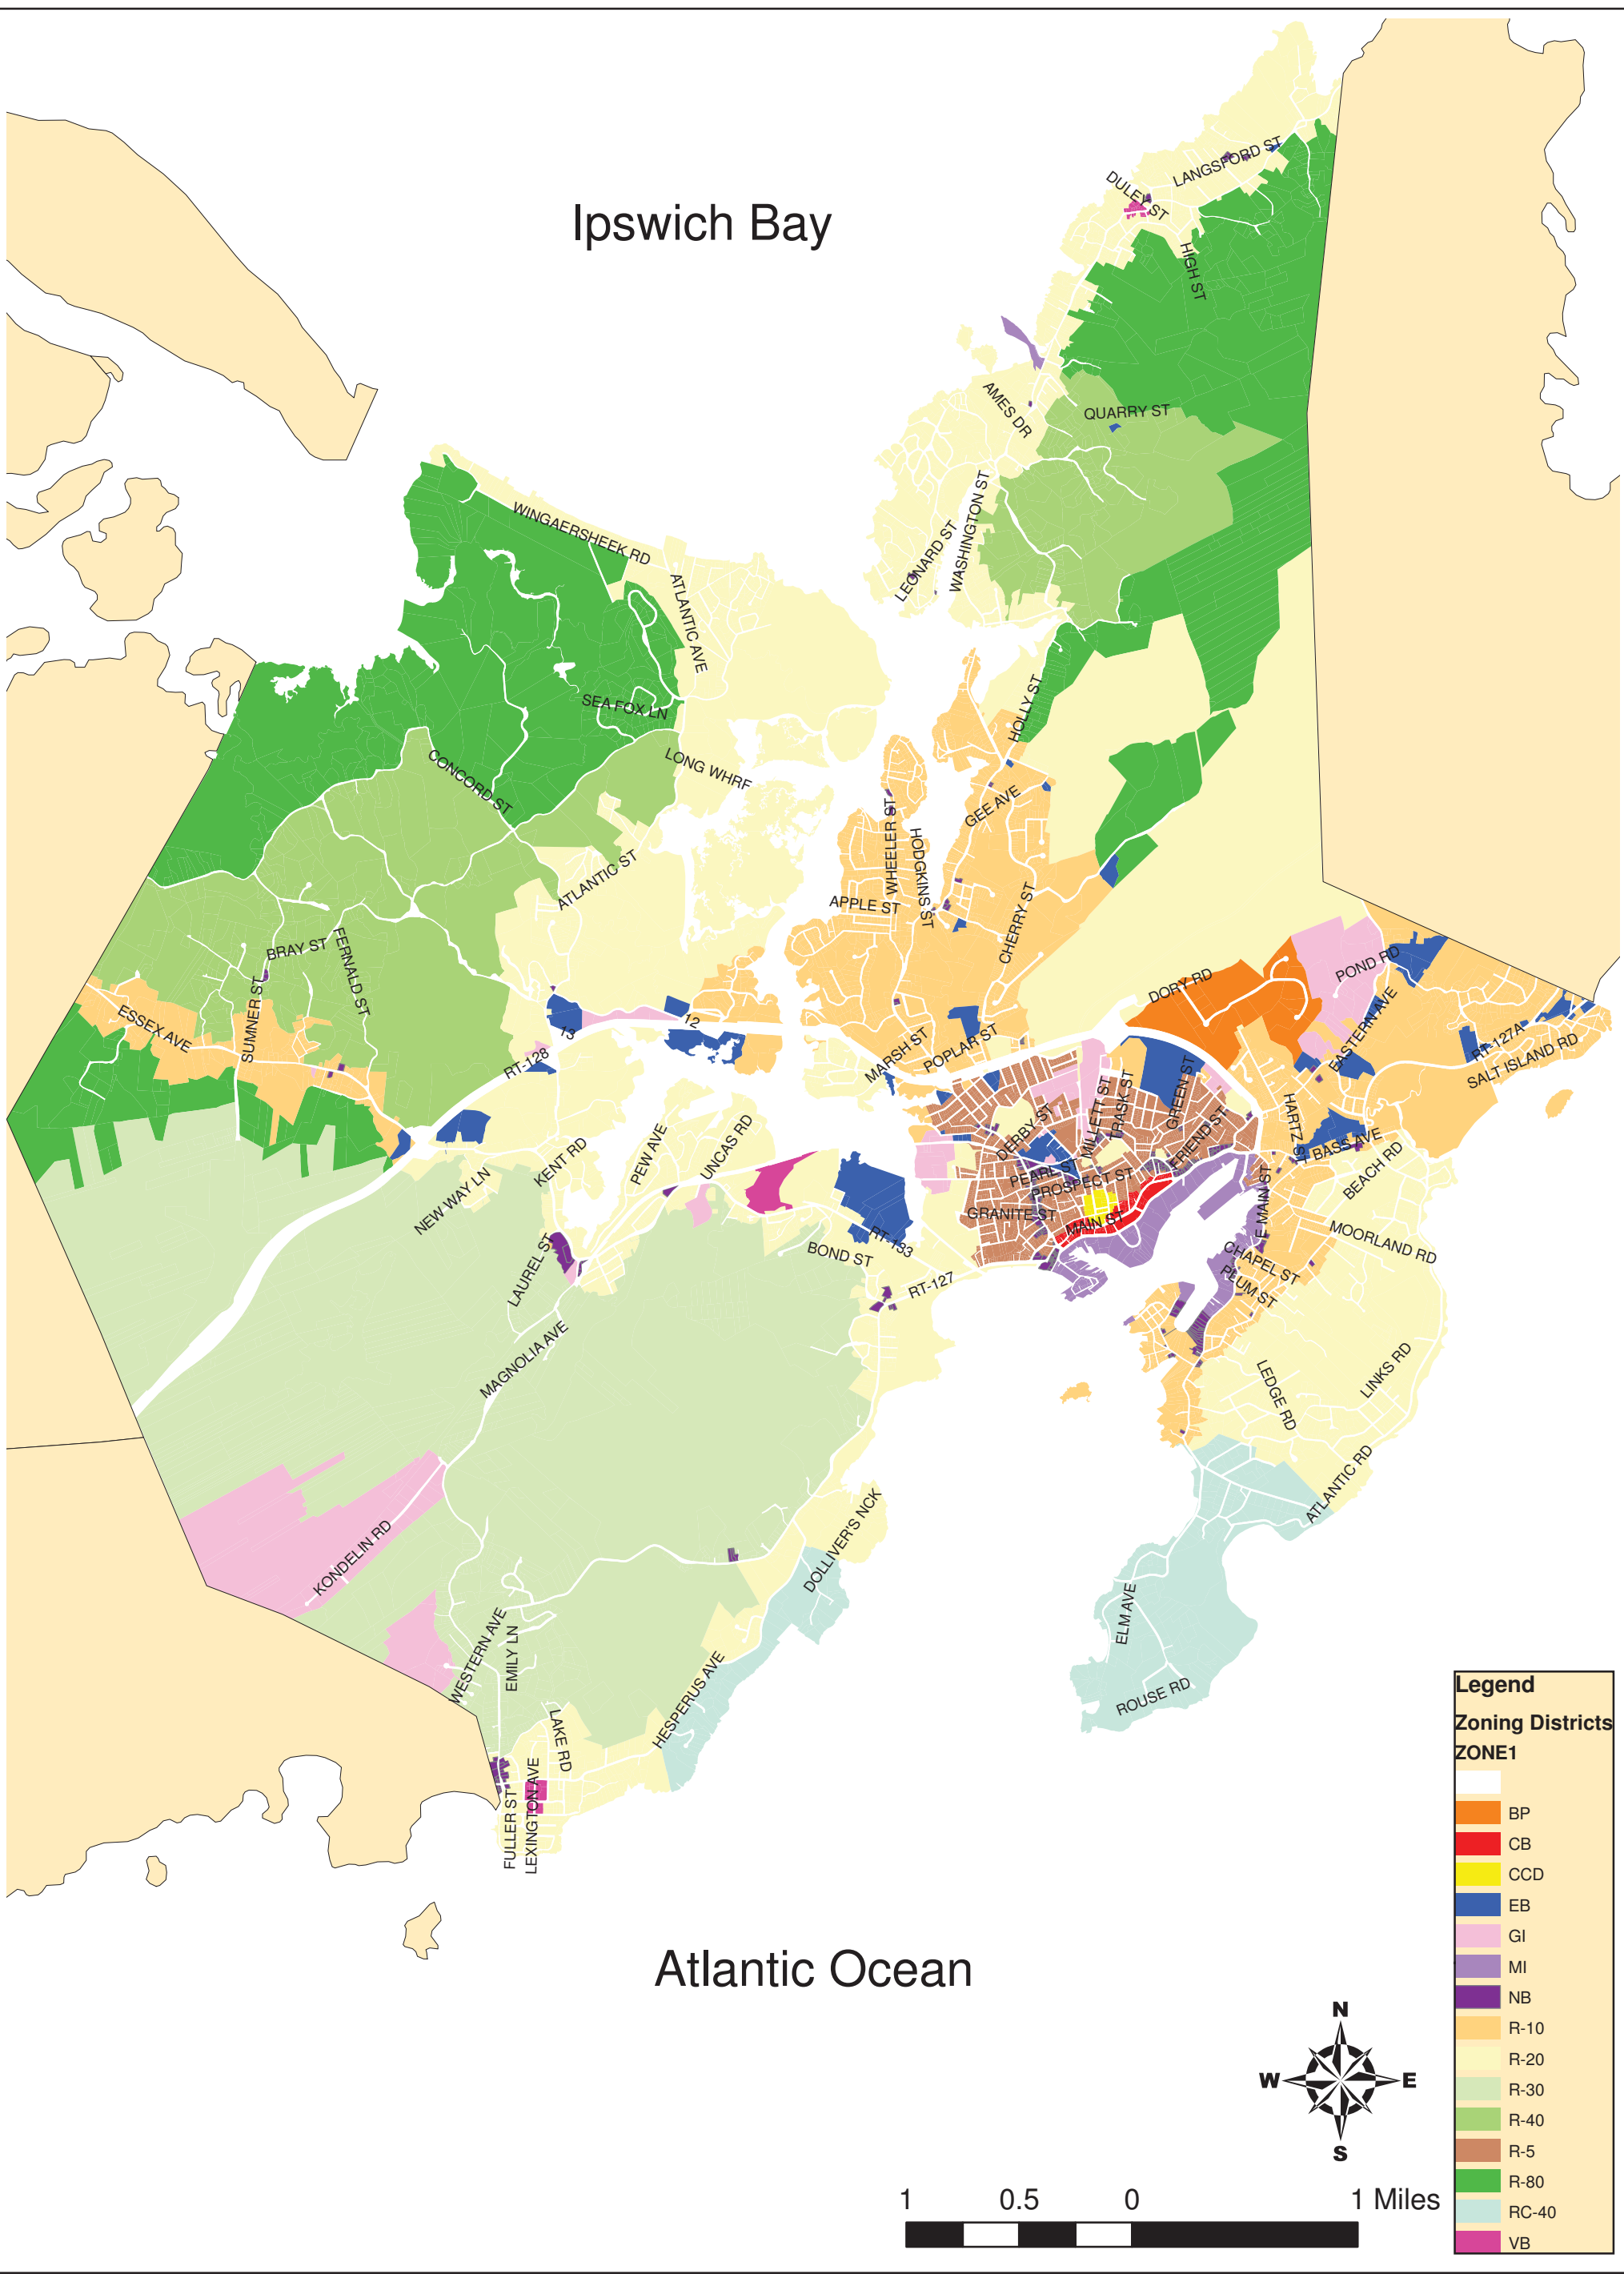 LANGSFORD ST
DULEY ST
Ipswich Bay
HIGH ST
AMES DR
QUARRY ST
WINGAERSHEEK RD
WASHINGTON ST
LEONARD ST
ATLANTIC AVE
SEA FOX LN
HOLLY ST
LONG WHRF
CONCORD ST
GEE AVE
WHEELER ST
HODGKINS ST
ATLANTIC ST
APPLE ST
CHERRY ST
BRAY ST
FERNALD ST
POND RD
DORY RD
SUMNER ST
ESSEX AVE
12
13
EASTERN AVE
RT-127A
SALT ISLAND RD
MARSH ST
POPLAR ST
RT-128
GREEN ST
TRASK ST
MILLETT ST
HARTZ ST
DERBY ST
FRIEND ST
BASS AVE
BEACH RD
PEW AVE
UNCAS RD
KENT RD
PEARL ST
PROSPECT ST
NEW WAY LN
GRANITE ST
MAIN ST
E MAIN ST
MOORLAND RD
RT-133
BOND ST
CHAPEL ST
PLUM ST
LAUREL ST
RT-127
MAGNOLIA AVE
LEDGE RD
LINKS RD
ATLANTIC RD
KONDELIN RD
DOLLIVER'S NCK
ELM AVE
WESTERN AVE
EMILY LN
HESPERUS AVE
ROUSE RD
LAKE RD
FULLER ST
LEXINGTON AVE
Atlantic Ocean
Legend
Zoning Districts
ZONE1
BP
CB
CCD
EB
GI
MI
NB
R-10
R-20
R-30
R-40
R-5
R-80
RC-40
VB
N
W E
S
1 0.5 0 1 Miles